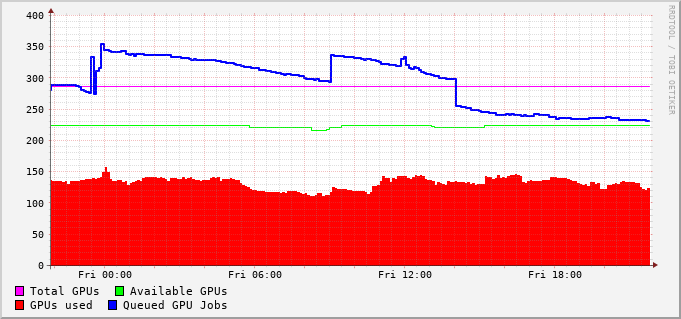 400
350
300
250
200
150
100
50
0
Fri 00:00 Fri 06:00 Fri 12:00 Fri 18:00
Total GPUs Available GPUs
GPUs used Queued GPU Jobs
RRDTOOL / TOBI OETIKER